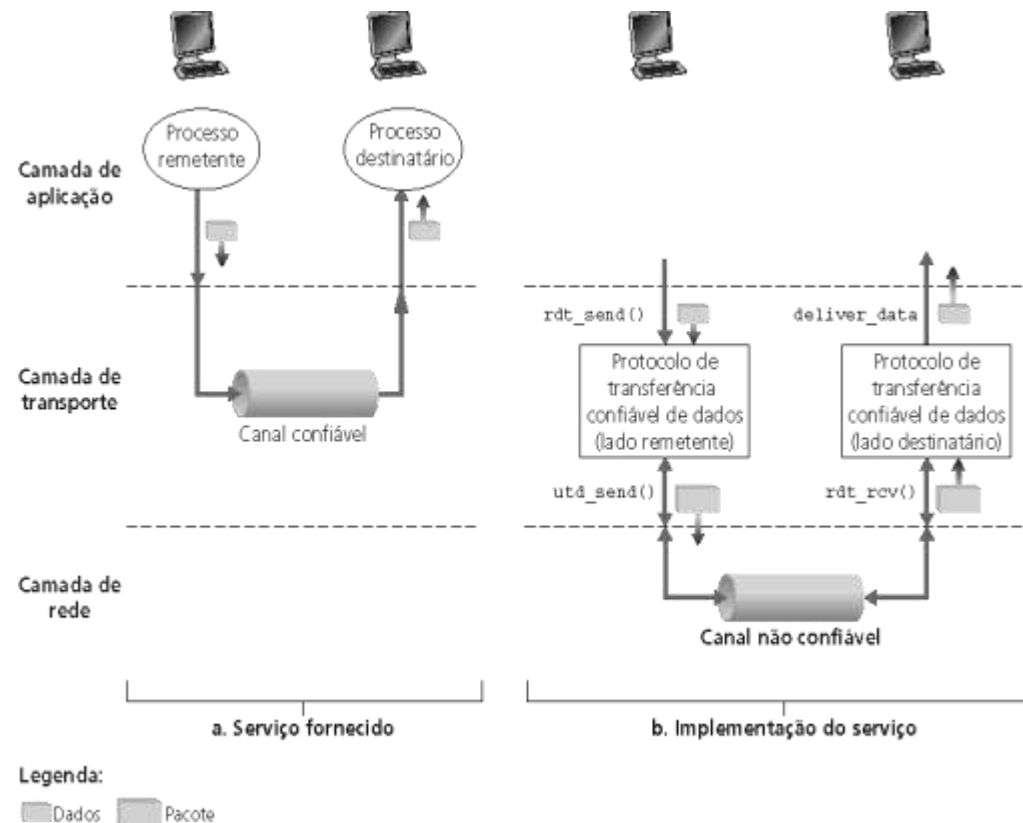 Processo
remetente
Processo
destinatário
Camada de
aplicação
rdt_send()
deliver_data
Camada de
transporte
Canal confiável
Protocolo de
transferência
confiável de dados
(lado remetente)
Protocolo de
transferência
confiável de dados
(lado destinatário)
utd_send()
rdt_rcv()
Camada de
rede
Canal não confiável
a. Serviço fornecido
b. Implementação do serviço
Legenda:
Dados
Pacote